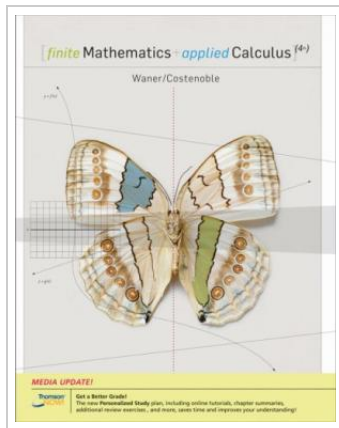 finite Mathematics + applied Calculus (4e)
Waner/Costenoble
MEDIA UPDATE!
Get a Better Grade!
The new Personalized Study plan, including online tutorials, chapter summaries,
additional review exercises, and more, saves time and improves your understanding!